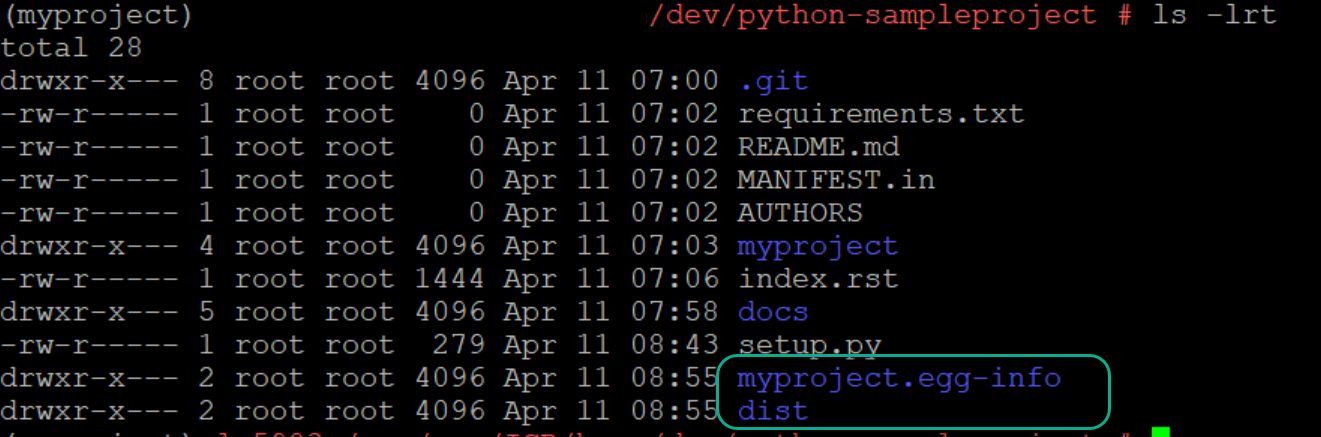 (myproject) /dev/python-sampleproject # ls -lrt
total 28
drwxr-x--- 8 root root 4096 Apr 11 07:00 .git
-rw-r----- 1 root root 0 Apr 11 07:02 requirements.txt
-rw-r----- 1 root root 0 Apr 11 07:02 README.md
-rw-r----- 1 root root 0 Apr 11 07:02 MANIFEST.in
-rw-r----- 1 root root 0 Apr 11 07:02 AUTHORS
drwxr-x--- 4 root root 4096 Apr 11 07:03 myproject
-rw-r----- 1 root root 1444 Apr 11 07:06 index.rst
drwxr-x--- 5 root root 4096 Apr 11 07:58 docs
-rw-r----- 1 root root 279 Apr 11 08:43 setup.py
drwxr-x--- 2 root root 4096 Apr 11 08:55 myproject.egg-info
drwxr-x--- 2 root root 4096 Apr 11 08:55 dist